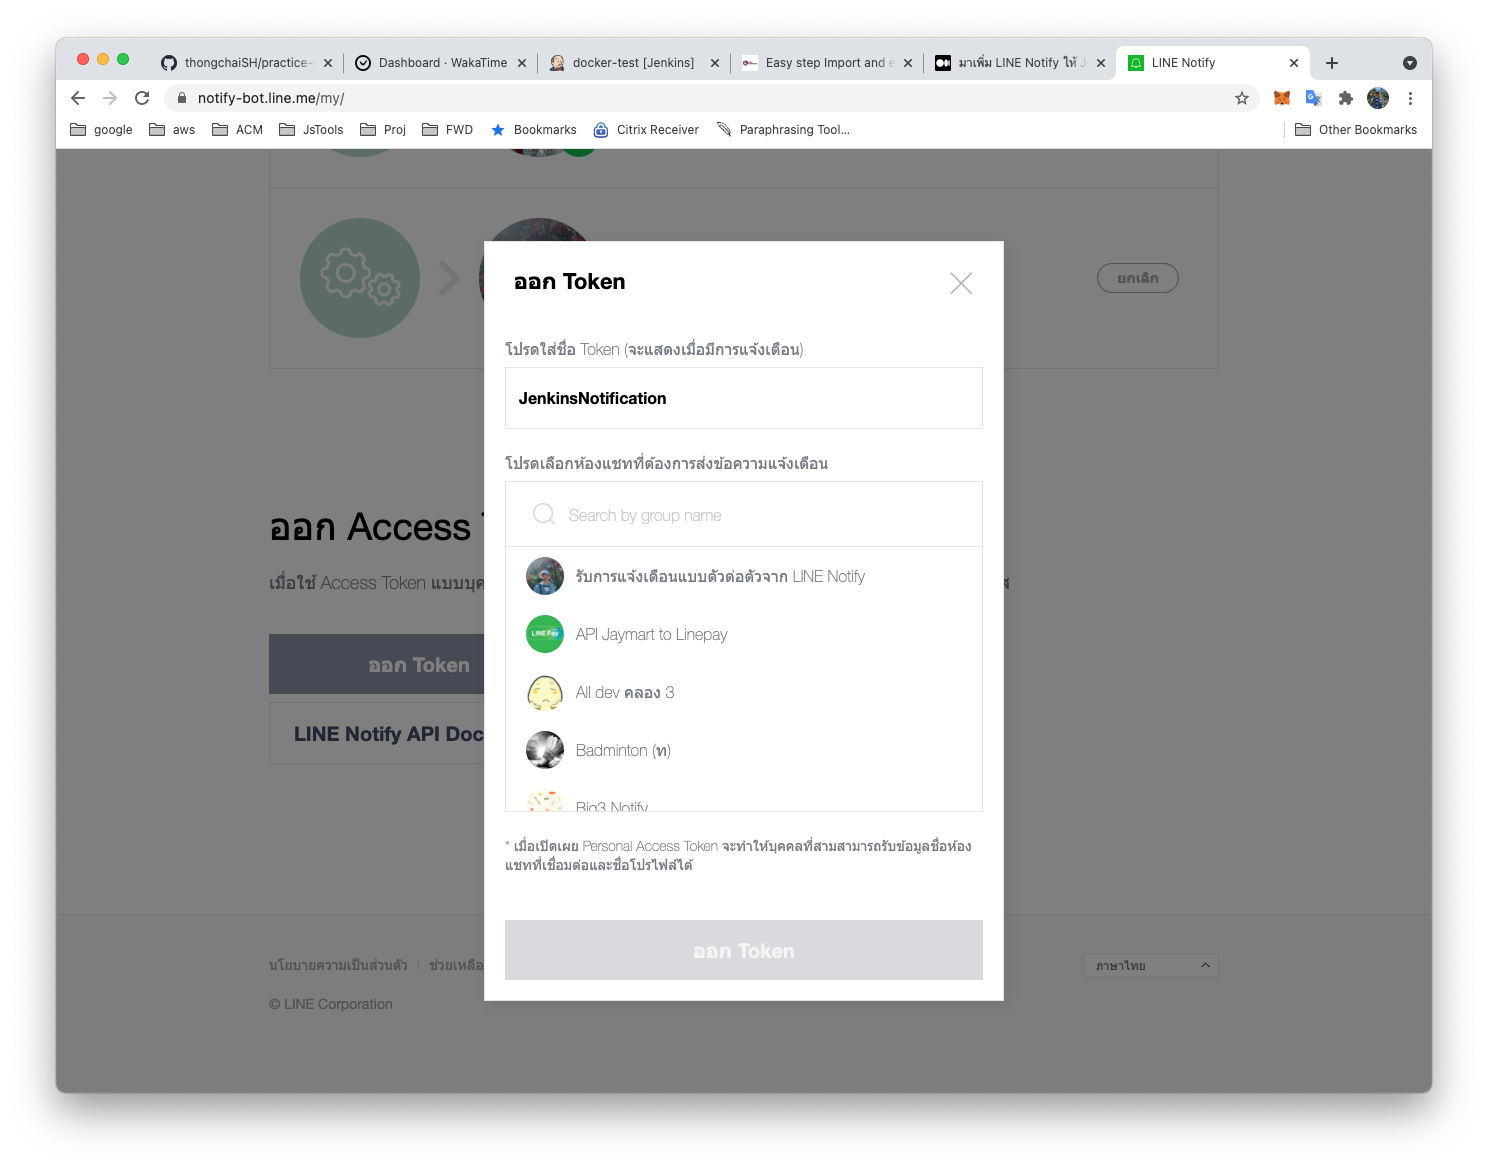 thongchaiSH/practice-
Dashboard · WakaTime
docker-test [Jenkins]
Easy step Import and e
มาเพิ่ม LINE Notify ให้ J
LINE Notify
notify-bot.line.me/my/
google
aws
ACM
JsTools
Proj
FWD
Bookmarks
Citrix Receiver
Paraphrasing Tool...
Other Bookmarks
ยกเลิก
ออก Token
โปรดใส่ชื่อ Token (จะแสดงเมื่อมีการแจ้งเตือน)
JenkinsNotification
โปรดเลือกห้องแชทที่ต้องการส่งข้อความแจ้งเตือน
Search by group name
รับการแจ้งเตือนแบบตัวต่อตัวจาก LINE Notify
API Jaymart to Linepay
LINE Pay
All dev คลอง 3
Badminton (ท)
Big3 Notify
* เมื่อเปิดเผย Personal Access Token จะทำให้บุคคลที่สามสามารถรับข้อมูลชื่อห้อง
แชทที่เชื่อมต่อและชื่อโปรไฟล์ได้
ออก Token
ออก Access
เมื่อใช้ Access Token แบบบุค
ออก Token
LINE Notify API Doc
นโยบายความเป็นส่วนตัว
ช่วยเหลือ
ภาษาไทย
© LINE Corporation